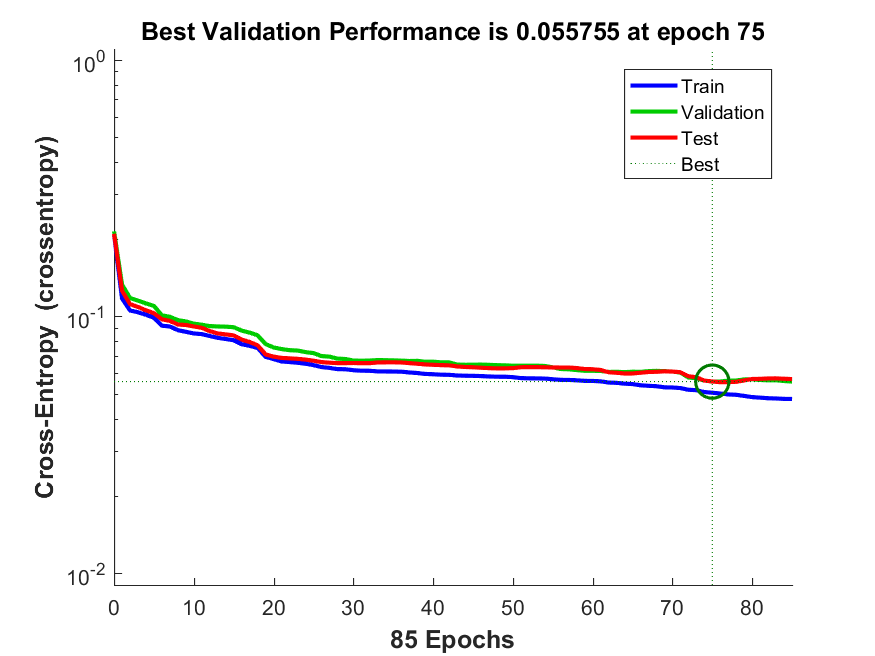 Best Validation Performance is 0.055755 at epoch 75
Cross-Entropy (crossentropy)
10^0
10^-1
10^-2
Train
Validation
Test
Best
0 10 20 30 40 50 60 70 80
85 Epochs